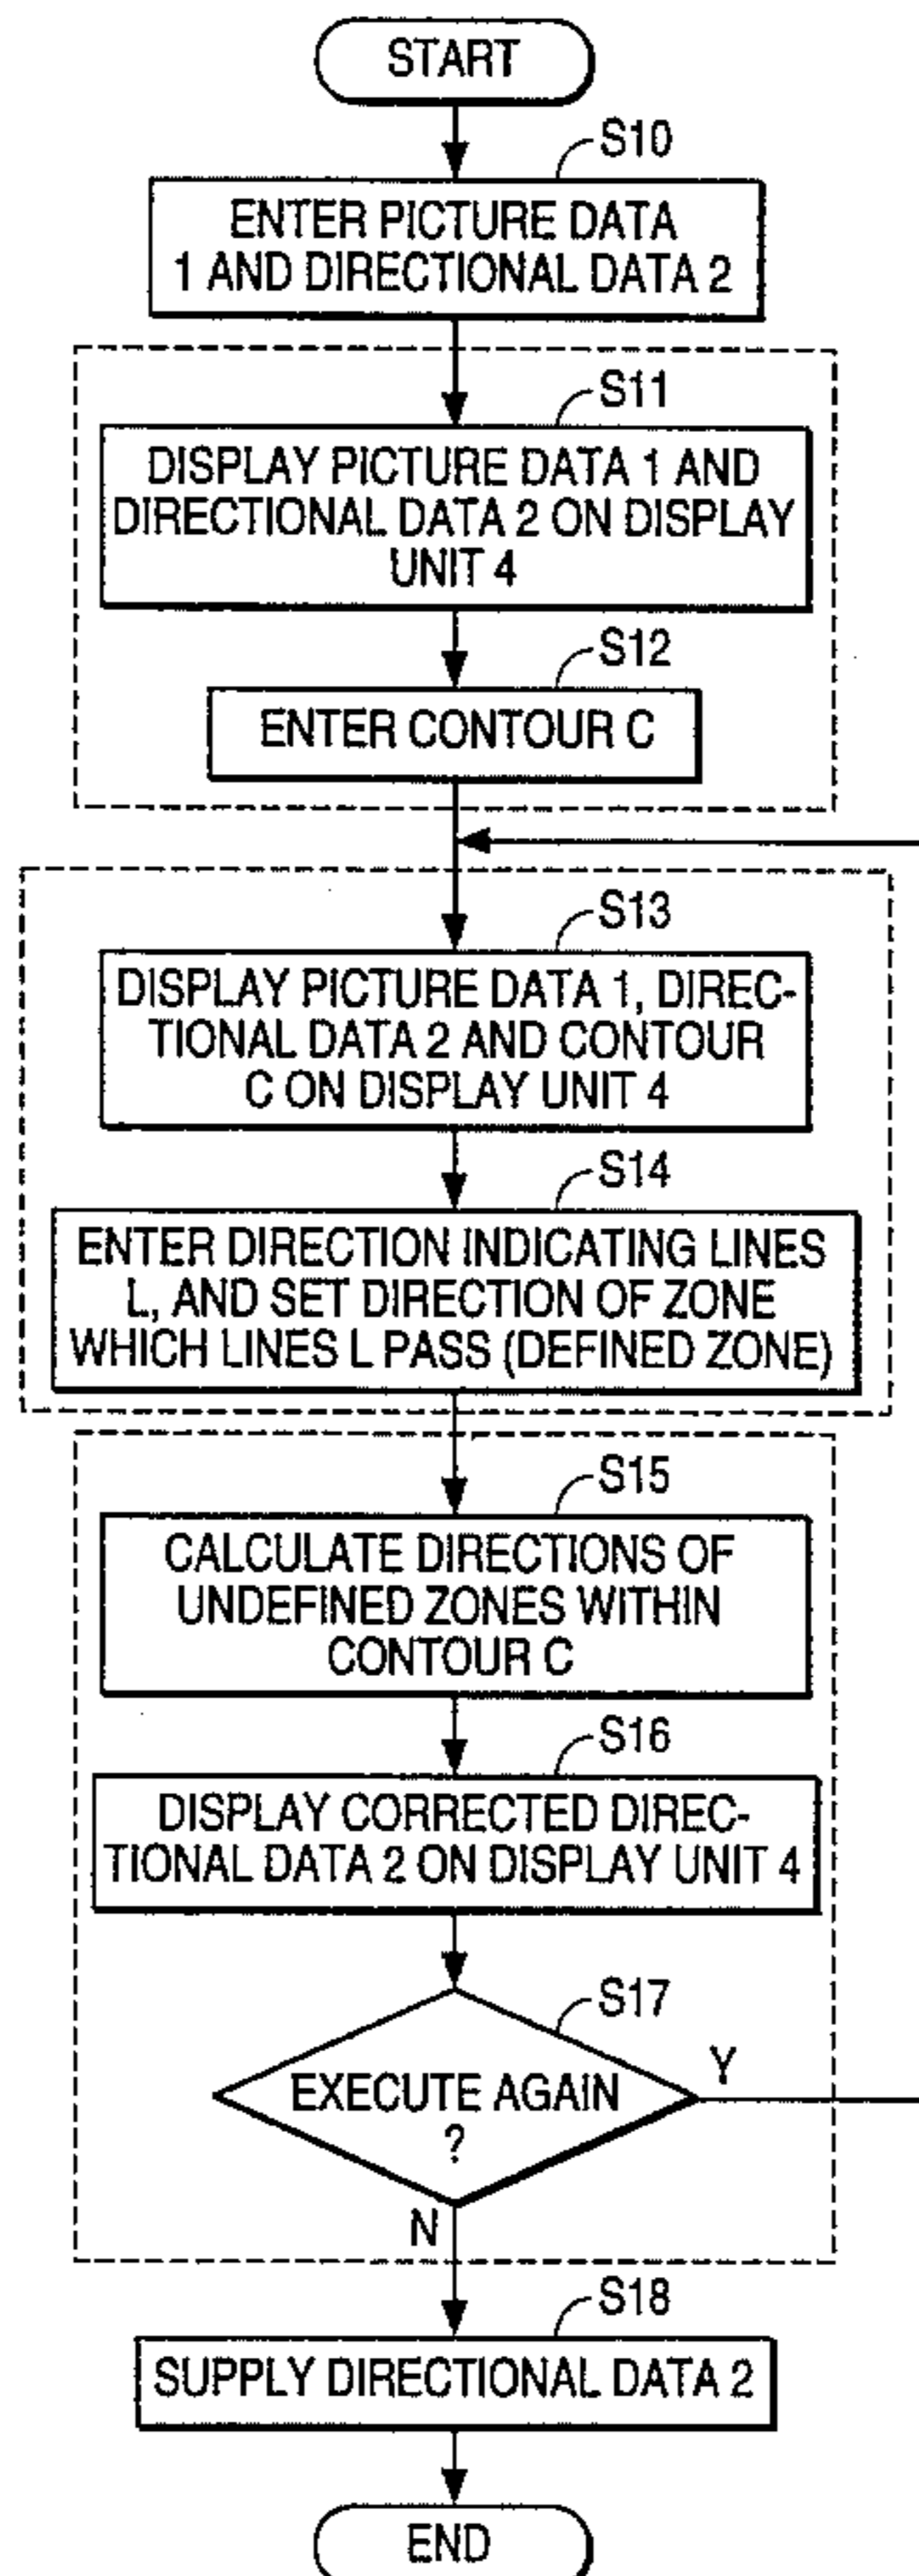 START
S10
ENTER PICTURE DATA
1 AND DIRECTIONAL DATA 2
S11
DISPLAY PICTURE DATA 1 AND
DIRECTIONAL DATA 2 ON DISPLAY
UNIT 4
S12
ENTER CONTOUR C
S13
DISPLAY PICTURE DATA 1, DIREC-
TIONAL DATA 2 AND CONTOUR
C ON DISPLAY UNIT 4
S14
ENTER DIRECTION INDICATING LINES
L, AND SET DIRECTION OF ZONE
WHICH LINES L PASS (DEFINED ZONE)
S15
CALCULATE DIRECTIONS OF
UNDEFINED ZONES WITHIN
CONTOUR C
S16
DISPLAY CORRECTED DIREC-
TIONAL DATA 2 ON DISPLAY UNIT 4
S17
EXECUTE AGAIN
?
Y
N
S18
SUPPLY DIRECTIONAL DATA 2
END